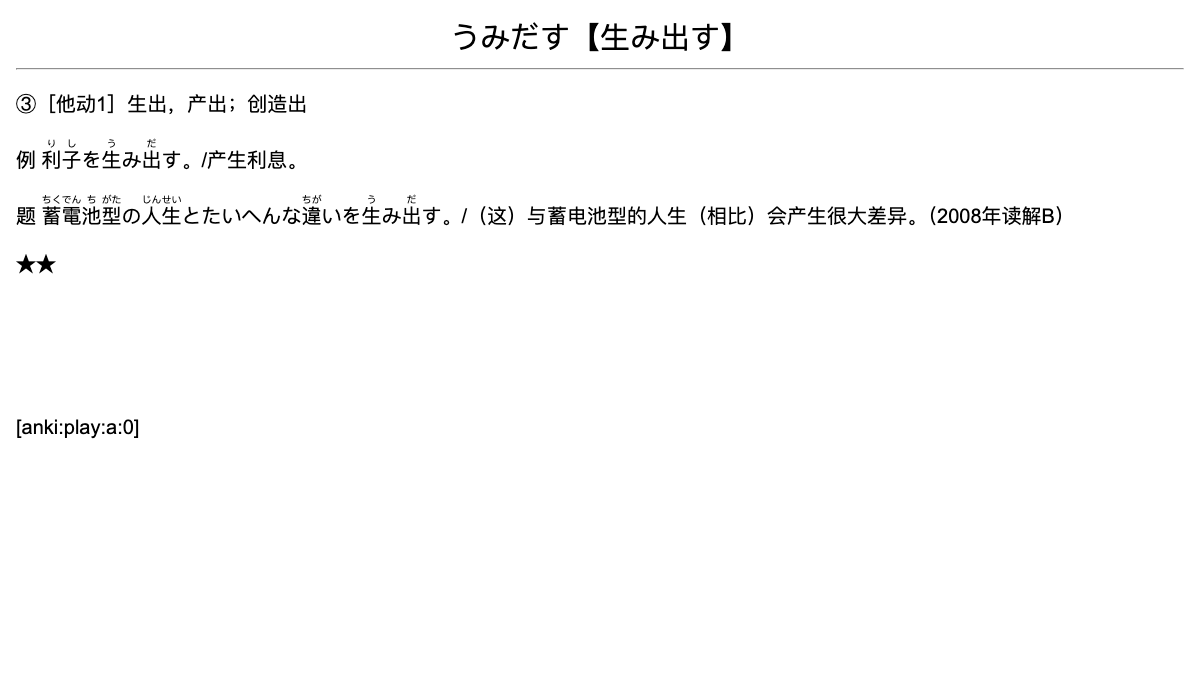 うみだす【生み出す】
③［他动1］生出，产出；创造出
例 利子を生み出す。/产生利息。
题 蓄電池型の人生とたいへんな違いを生み出す。/（这）与蓄电池型的人生（相比）会产生很大差异。（2008年读解B）
★★
[anki:play:a:0]